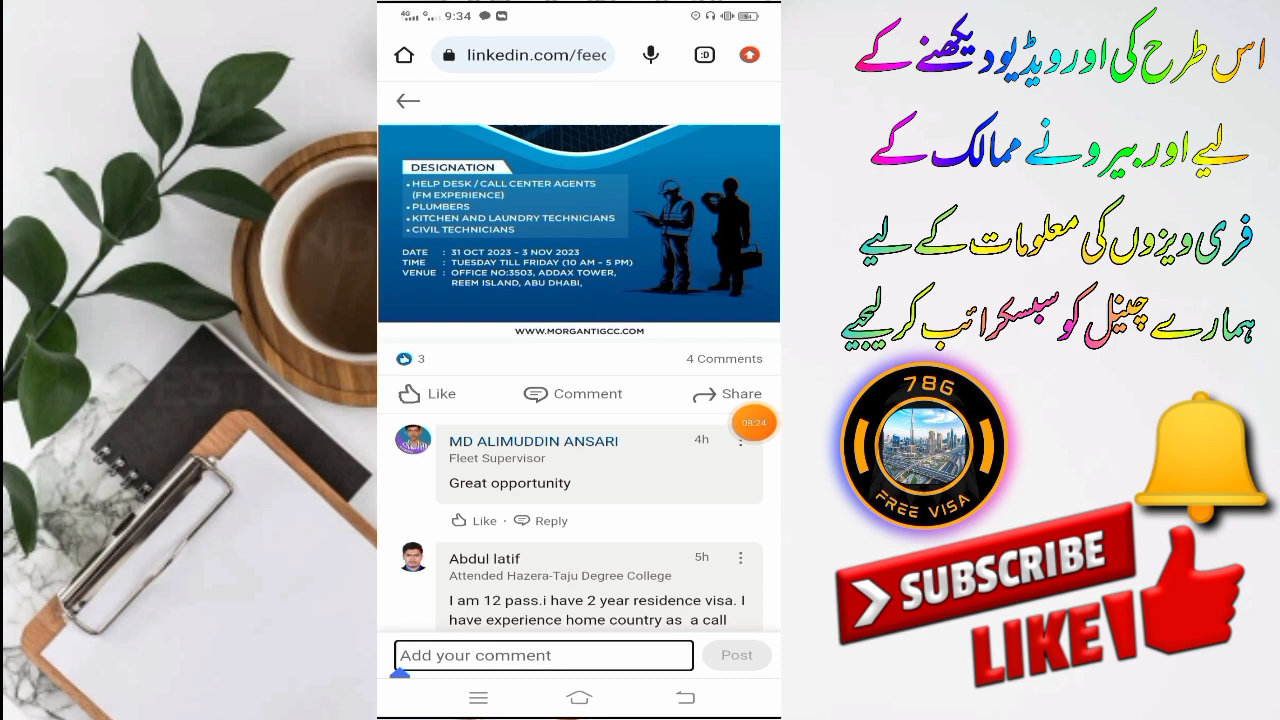 4G G 9:34 54
linkedin.com/feed
DESIGNATION
• HELP DESK / CALL CENTER AGENTS
(FM EXPERIENCE)
• PLUMBERS
• KITCHEN AND LAUNDRY TECHNICIANS
• CIVIL TECHNICIANS
DATE : 31 OCT 2023 – 3 NOV 2023
TIME : TUESDAY TILL FRIDAY (10 AM – 5 PM)
VENUE : OFFICE NO:3503, ADDAX TOWER,
REEM ISLAND, ABU DHABI,
WWW.MORGANTIGCC.COM
3 4 Comments
Like Comment Share
08:24
MD ALIMUDDIN ANSARI 4h
Fleet Supervisor
Great opportunity
Like · Reply
Abdul latif 5h
Attended Hazera-Taju Degree College
I am 12 pass.i have 2 year residence visa. I
have experience home country as a call
Add your comment Post
اس طرح کی اور ویڈیو دیکھنے کے
لیے اور بیرونے ممالک کے
فری ویزوں کی معلومات کے لیے
ہمارے چینل کو سبسکرائب کر لیجیے
786
FREE VISA
SUBSCRIBE
LIKE